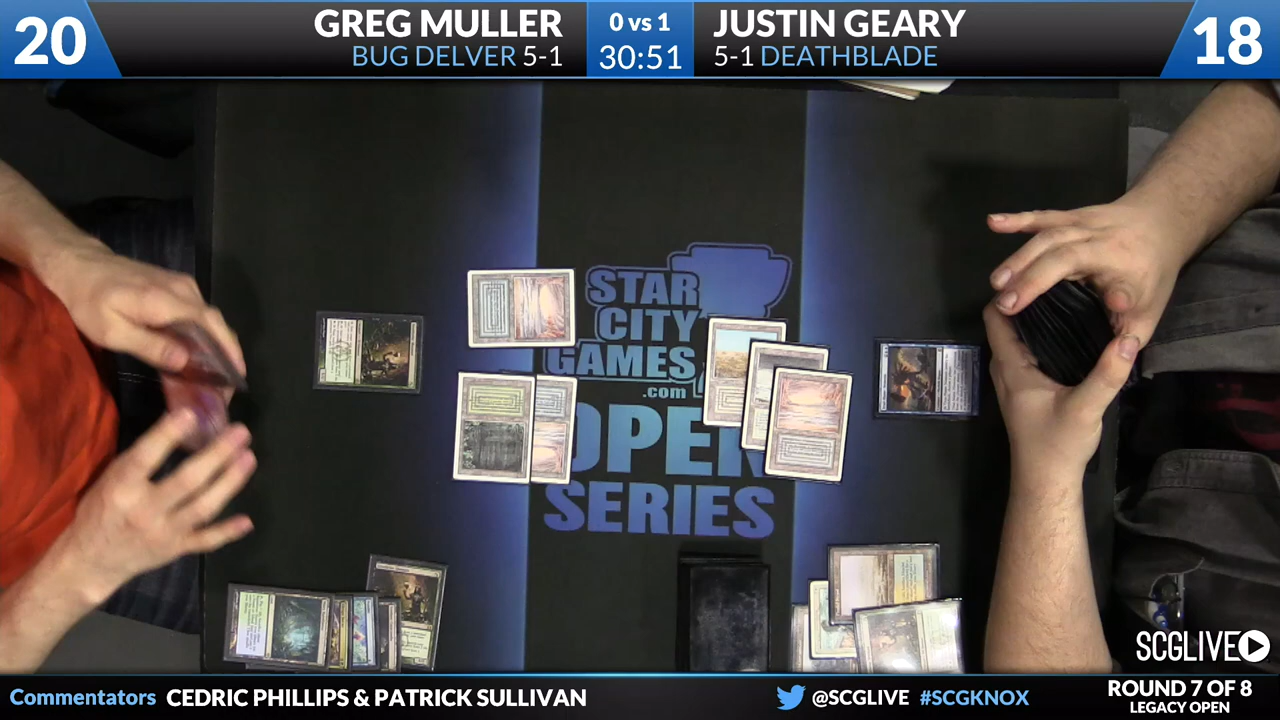 20
GREG MULLER
BUG DELVER 5-1
0 vs 1
30:51
JUSTIN GEARY
5-1 DEATHBLADE
18
STAR
CITY
GAMES
.com
OPEN
SERIES
SCGLIVE
Commentators CEDRIC PHILLIPS & PATRICK SULLIVAN
@SCGLIVE #SCGKNOX
ROUND 7 OF 8
LEGACY OPEN